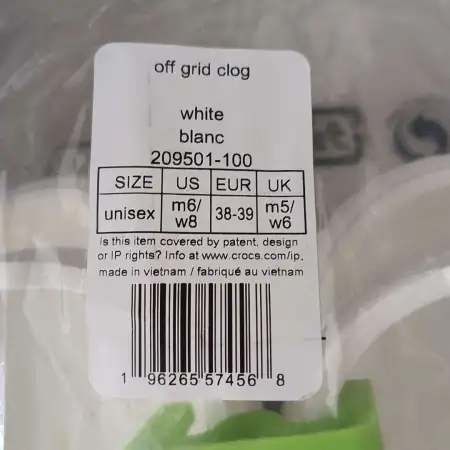 off grid clog
white
blanc
209501-100
SIZE US EUR UK
unisex m6/ w8 38-39 m5/ w6
Is this item covered by patent, design
or IP rights? Info at www.crocs.com/ip.
made in vietnam / fabriqué au vietnam
1 96265 57456 8